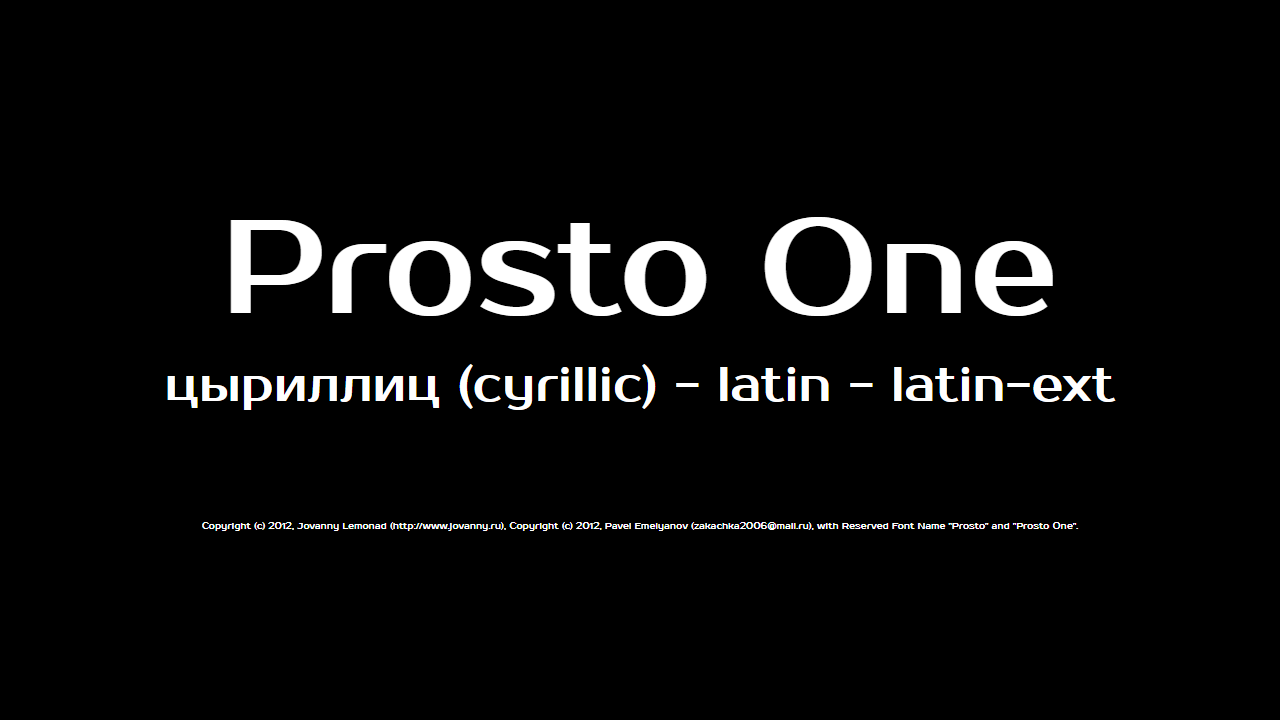 Prosto One
цыриллиц (cyrillic) - latin - latin-ext
Copyright (c) 2012, Jovanny Lemonad (http://www.jovanny.ru), Copyright (c) 2012, Pavel Emelyanov (zakachka2006@mail.ru), with Reserved Font Name "Prosto" and "Prosto One".